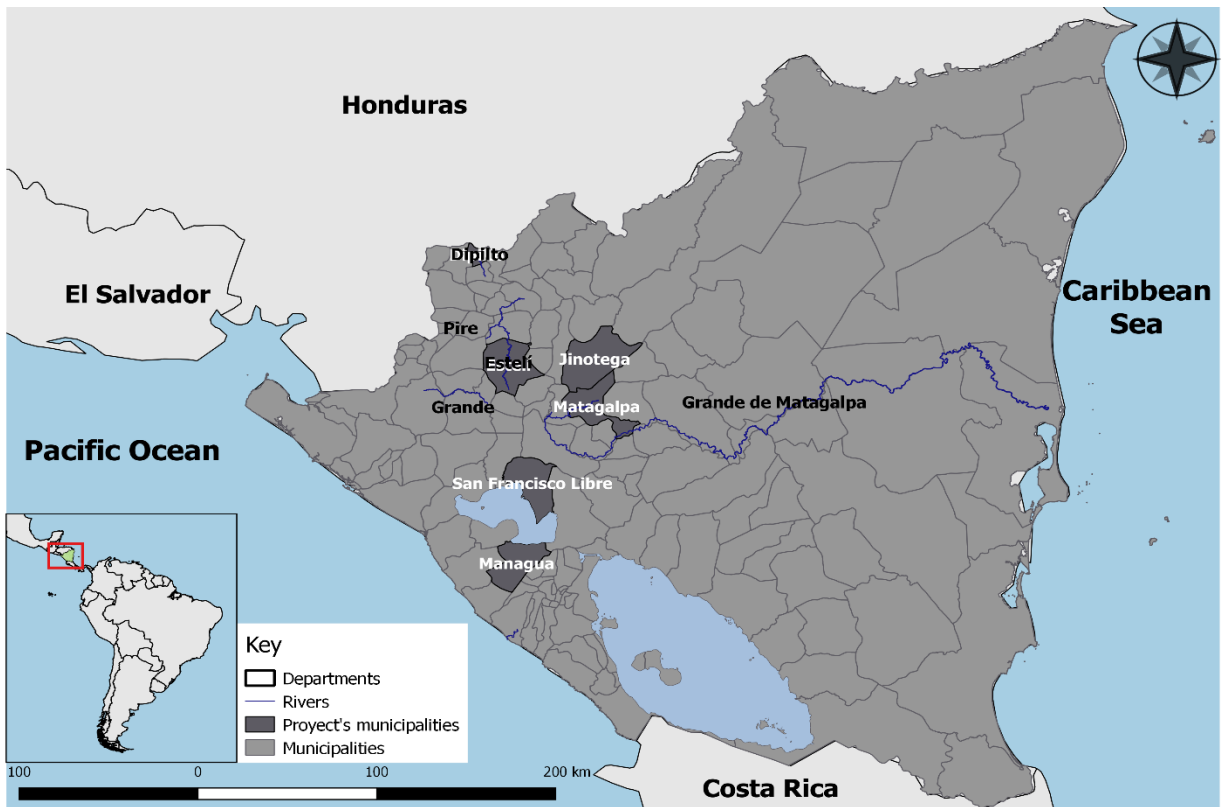 Honduras
Dipilto
El Salvador
Caribbean
Sea
Pire
Estelí
Estelí
Jinotega
Grande
Matagalpa
Grande de Matagalpa
Pacific Ocean
San Francisco Libre
Managua
Key
Departments
Rivers
Proyect's municipalities
Municipalities
100 0 100 200 km
Costa Rica